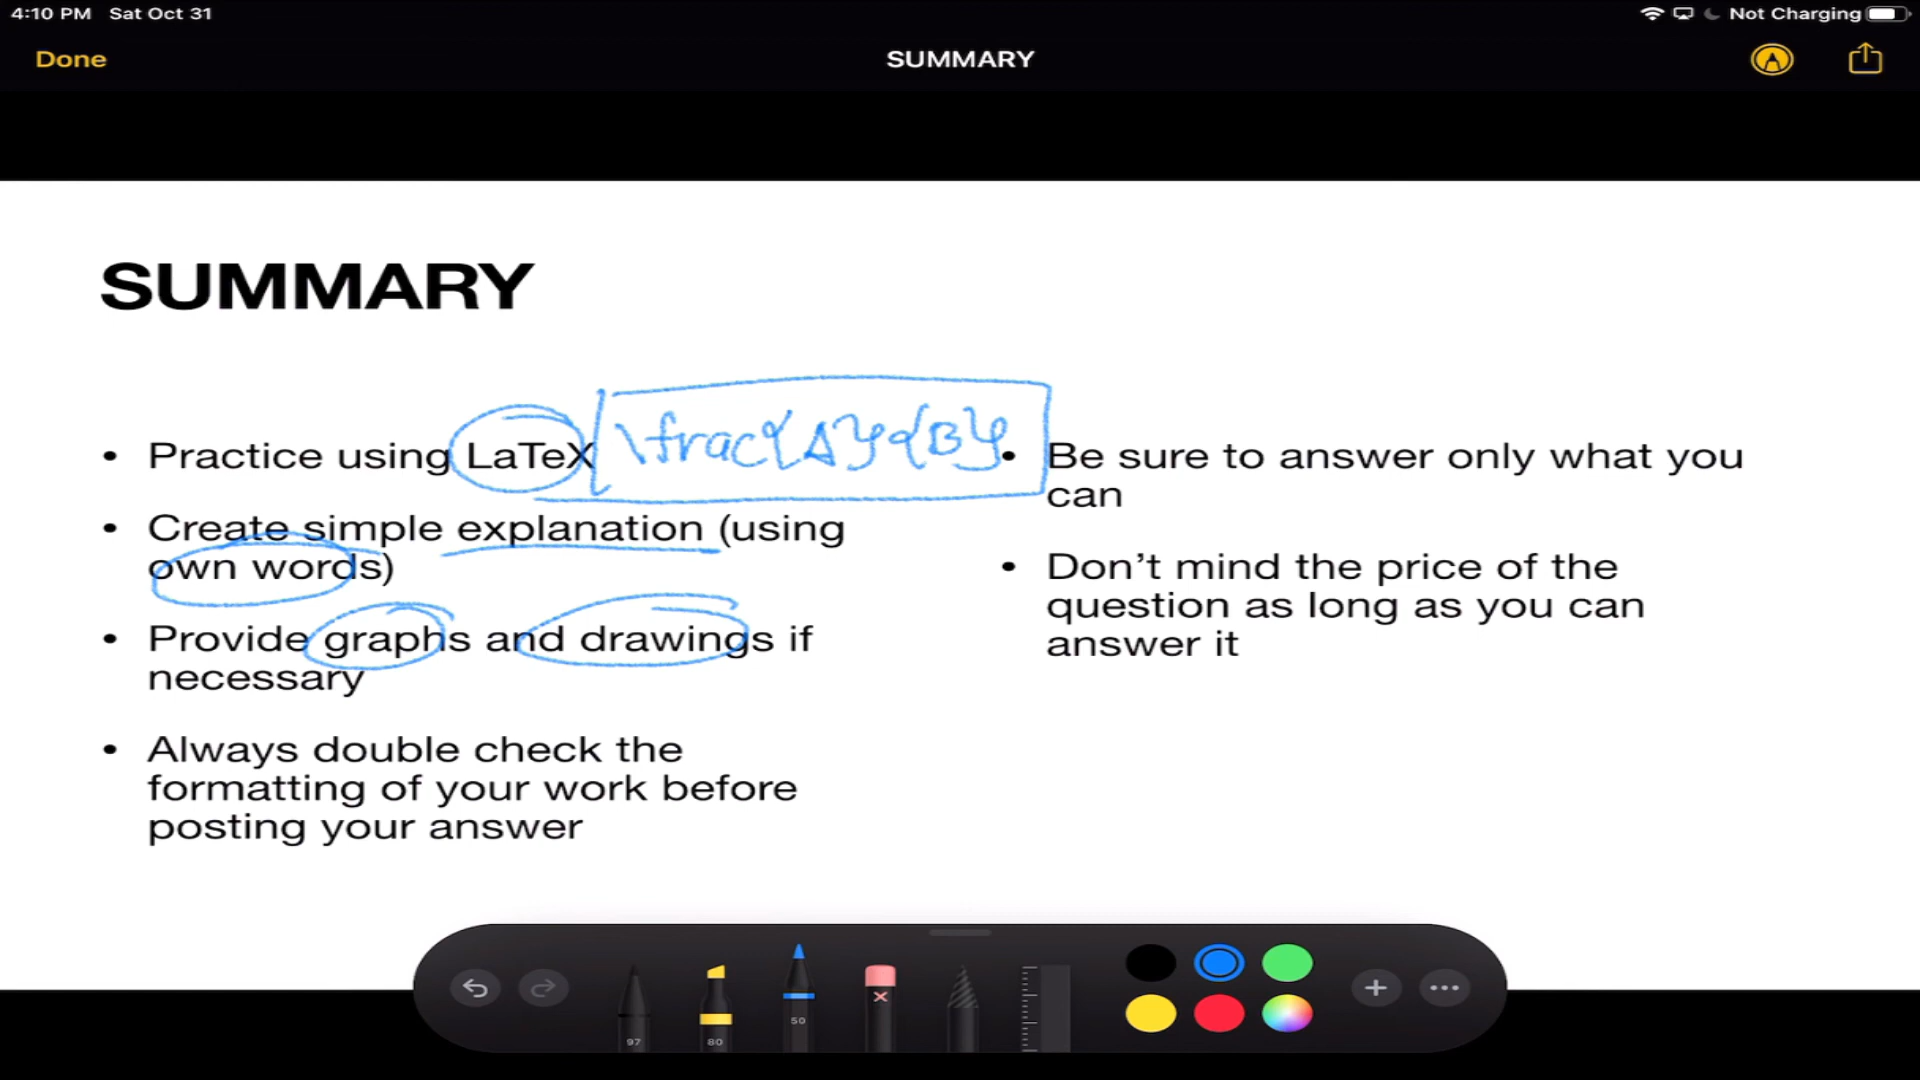 4:10 PM Sat Oct 31
Not Charging
Done
SUMMARY
SUMMARY
• Practice using LaTeX
\frac{A}{B}
• Create simple explanation (using
own words)
• Provide graphs and drawings if
necessary
• Always double check the
formatting of your work before
posting your answer
• Be sure to answer only what you
can
• Don’t mind the price of the
question as long as you can
answer it
97
80
50